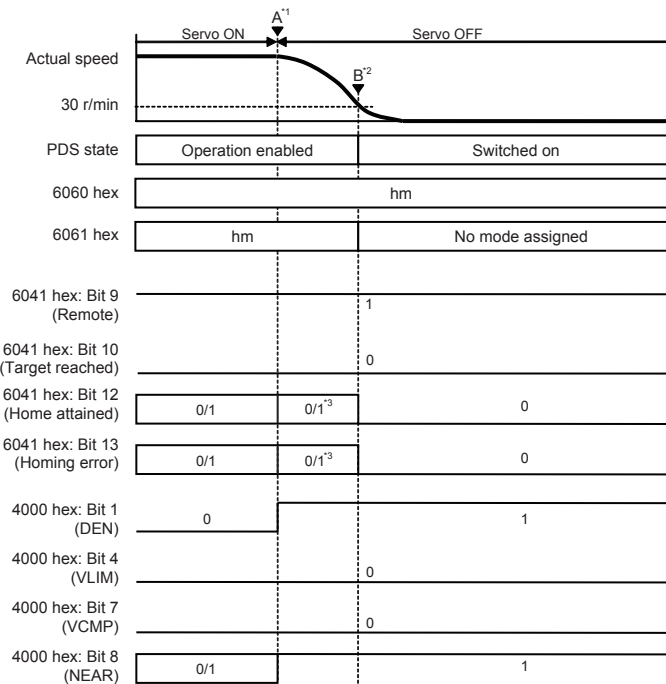 A*1
Servo ON Servo OFF
Actual speed
B*2
30 r/min
PDS state Operation enabled Switched on
6060 hex hm
6061 hex hm No mode assigned
6041 hex: Bit 9
(Remote)
1
6041 hex: Bit 10
(Target reached)
0
6041 hex: Bit 12
(Home attained)
0/1 0/1*3 0
6041 hex: Bit 13
(Homing error)
0/1 0/1*3 0
4000 hex: Bit 1
(DEN)
0 1
4000 hex: Bit 4
(VLIM)
0
4000 hex: Bit 7
(VCMP)
0
4000 hex: Bit 8
(NEAR)
0/1 1